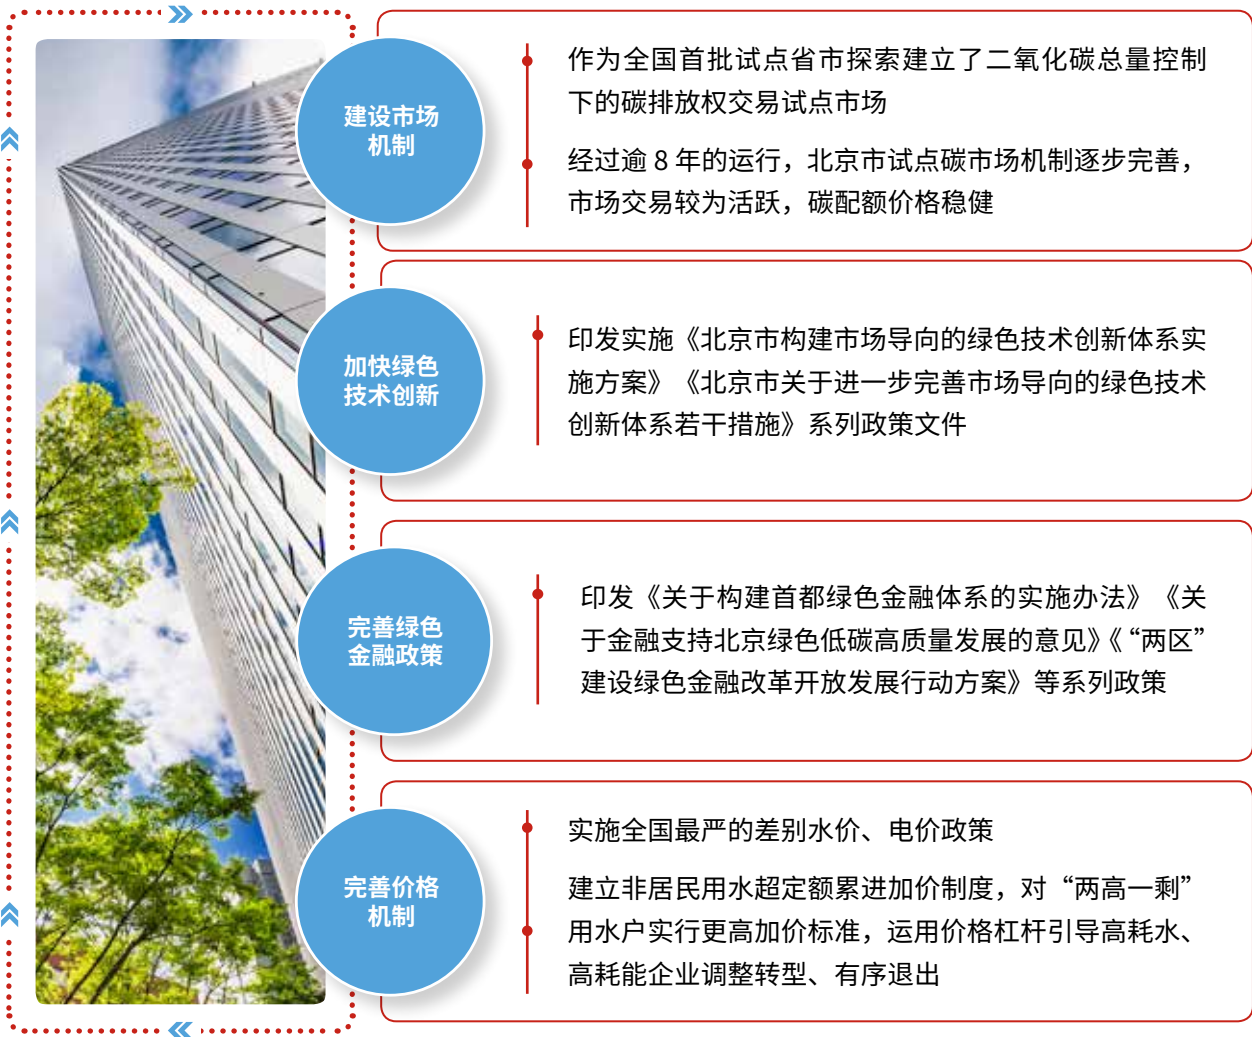 建设市场
机制
作为全国首批试点省市探索建立了二氧化碳总量控制
下的碳排放权交易试点市场
经过逾 8 年的运行，北京市试点碳市场机制逐步完善，
市场交易较为活跃，碳配额价格稳健
加快绿色
技术创新
印发实施《北京市构建市场导向的绿色技术创新体系实
施方案》《北京市关于进一步完善市场导向的绿色技术
创新体系若干措施》系列政策文件
完善绿色
金融政策
印发《关于构建首都绿色金融体系的实施办法》《关
于金融支持北京绿色低碳高质量发展的意见》《“两区”
建设绿色金融改革开放发展行动方案》等系列政策
完善价格
机制
实施全国最严的差别水价、电价政策
建立非居民用水超定额累进加价制度，对“两高一剩”
用水户实行更高加价标准，运用价格杠杆引导高耗水、
高耗能企业调整转型、有序退出